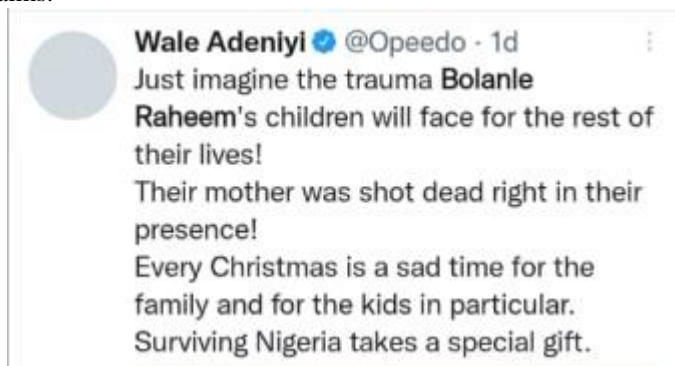 Wale Adeniyi @Opeedo · 1d
Just imagine the trauma Bolanle
Raheem's children will face for the rest of
their lives!
Their mother was shot dead right in their
presence!
Every Christmas is a sad time for the
family and for the kids in particular.
Surviving Nigeria takes a special gift.